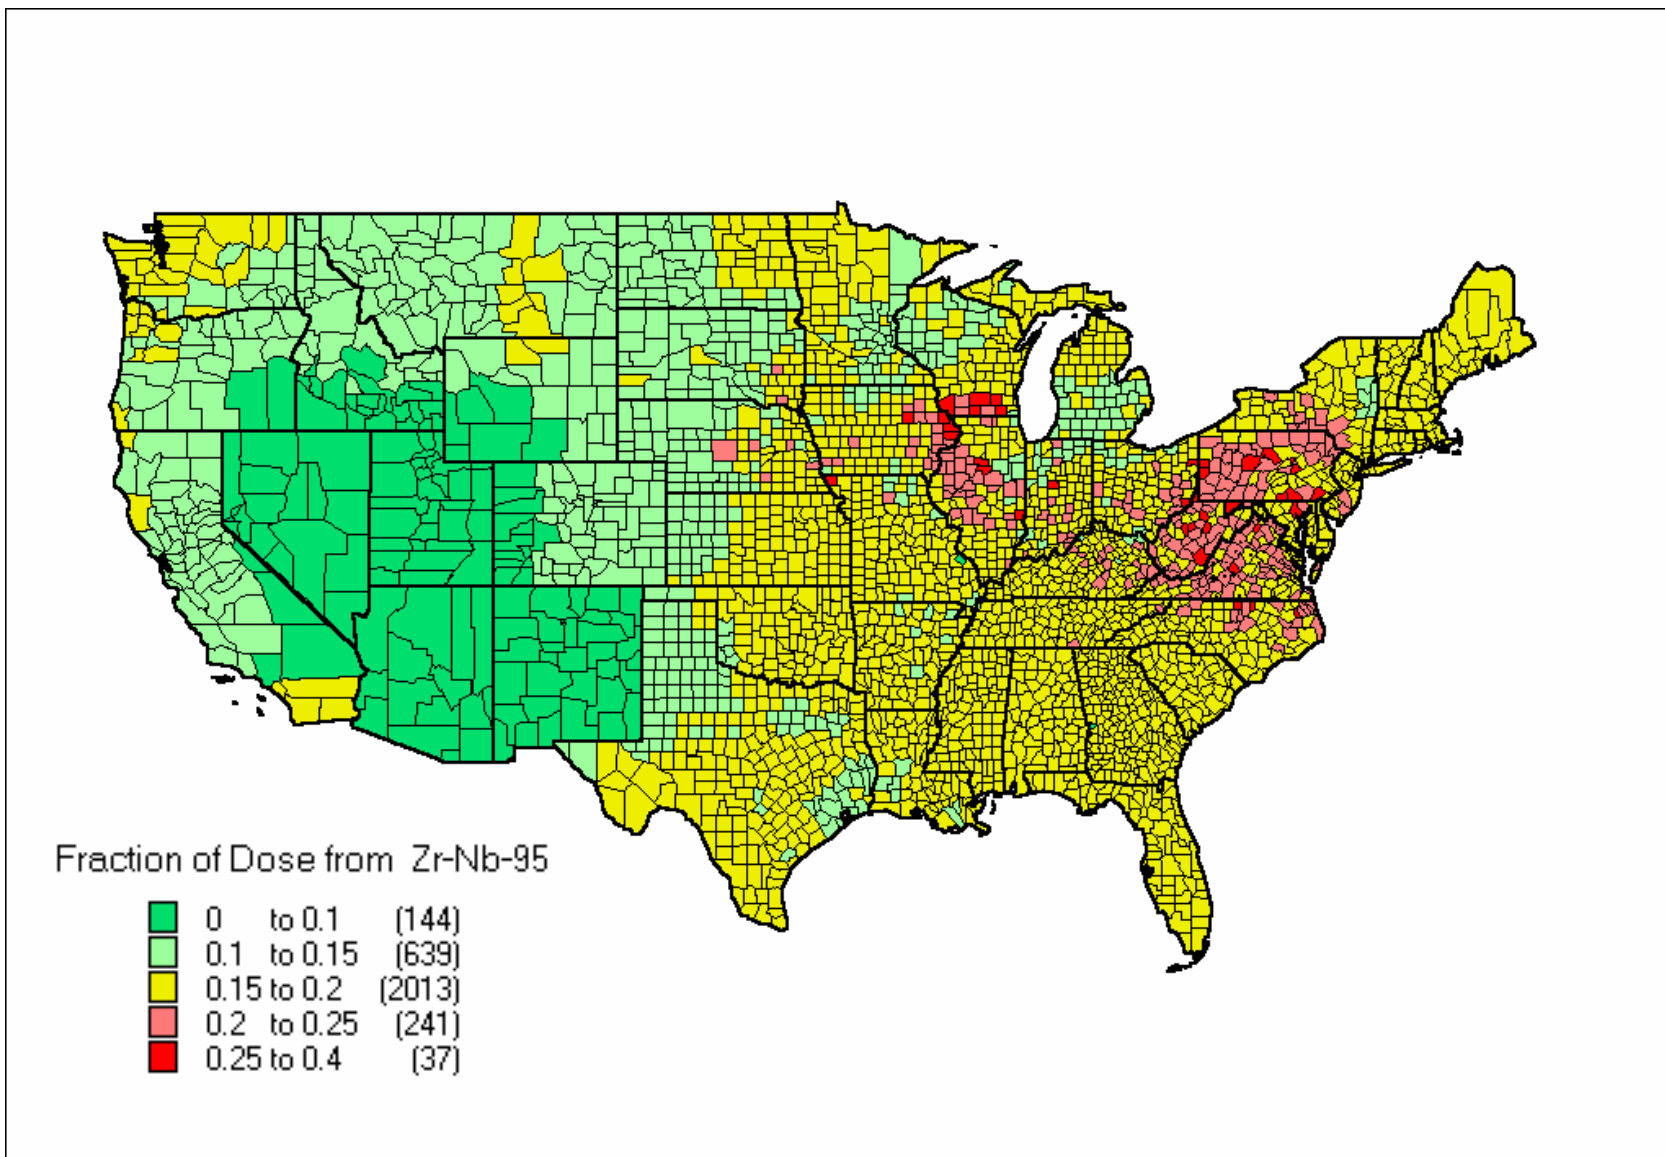 Fraction of Dose from Zr-Nb-95
0 to 0.1 (144)
0.1 to 0.15 (639)
0.15 to 0.2 (2013)
0.2 to 0.25 (241)
0.25 to 0.4 (37)